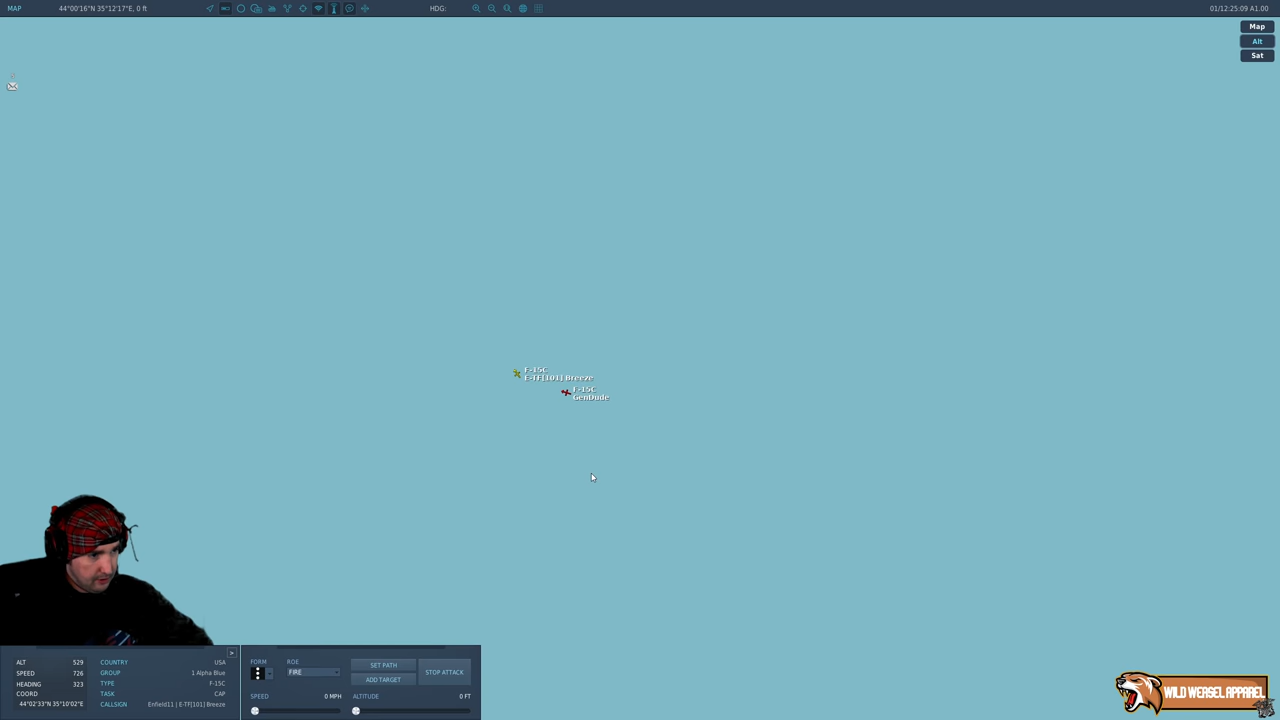 MAP
44°00'16"N 35°12'17"E, 0 ft
HDG:
01/12:25:09 A1.00
Map
Alt
Sat
F-15C
E-TF[101] Breeze
F-15C
GenDude
>
ALT 529
SPEED 726
HEADING 323
COORD
44°02'33"N 35°10'02"E
COUNTRY USA
GROUP 1 Alpha Blue
TYPE F-15C
TASK CAP
CALLSIGN Enfield11 | E-TF[101] Breeze
FORM
ROE
FIRE
SET PATH
ADD TARGET
STOP ATTACK
SPEED 0 MPH
ALTITUDE 0 FT
WILD WEASEL APPAREL